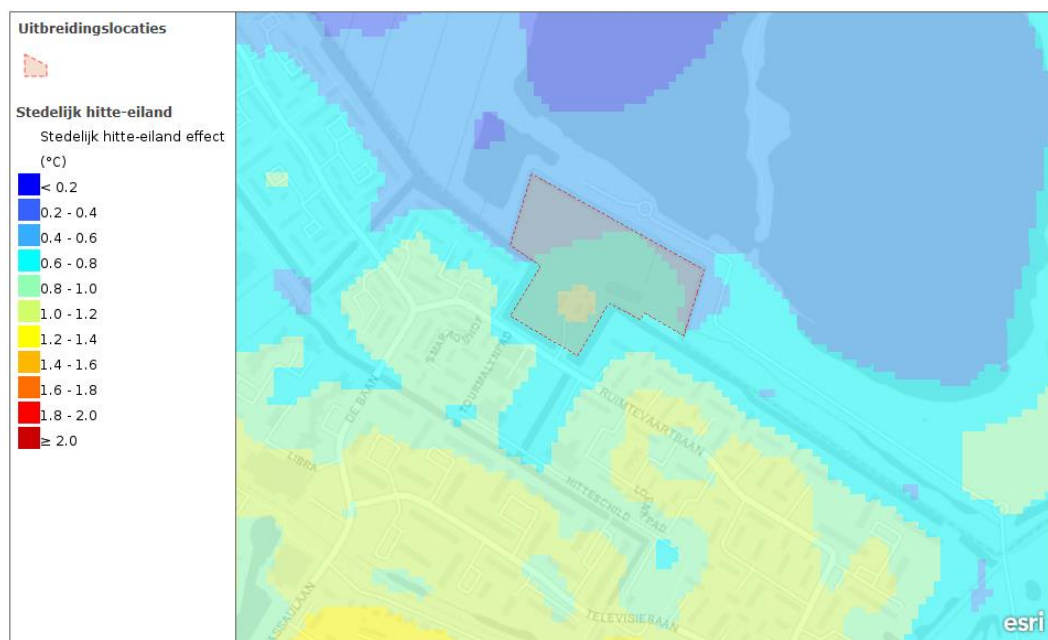 Uitbreidingslocaties
Stedelijk hitte-eiland
Stedelijk hitte-eiland effect
(°C)
< 0.2
0.2 - 0.4
0.4 - 0.6
0.6 - 0.8
0.8 - 1.0
1.0 - 1.2
1.2 - 1.4
1.4 - 1.6
1.6 - 1.8
1.8 - 2.0
≥ 2.0
TOURMALYNPAD
DE BAAN
RUIMTEVAARTBAAN
LIBRA
HITTESCHILD
PAD
TELEVISIEBAAN
esri